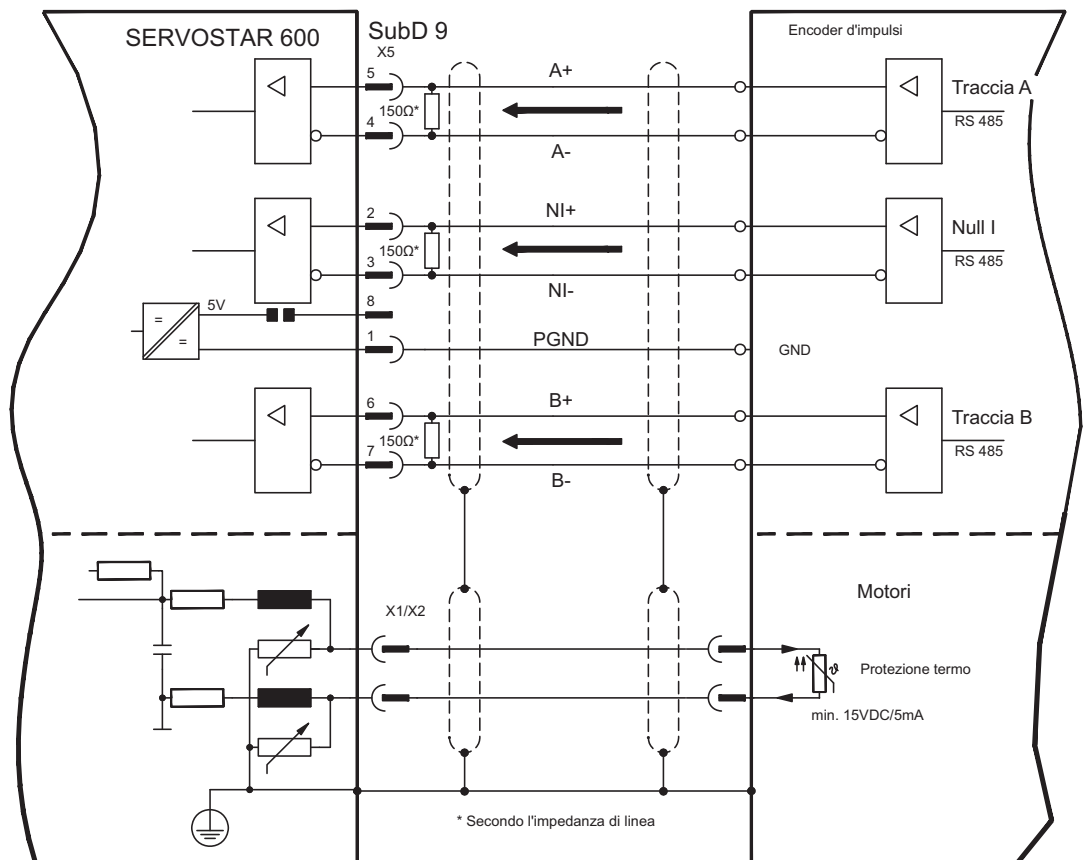 SERVOSTAR 600
SubD 9
X5
Encoder d'impulsi
5
A+
Traccia A
150Ω*
RS 485
4
A-
2
NI+
Null I
150Ω*
RS 485
3
NI-
5V
8
=
=
1
PGND
GND
6
B+
Traccia B
150Ω*
RS 485
7
B-
Motori
X1/X2
ϑ
Protezione termo
min. 15VDC/5mA
* Secondo l'impedanza di linea